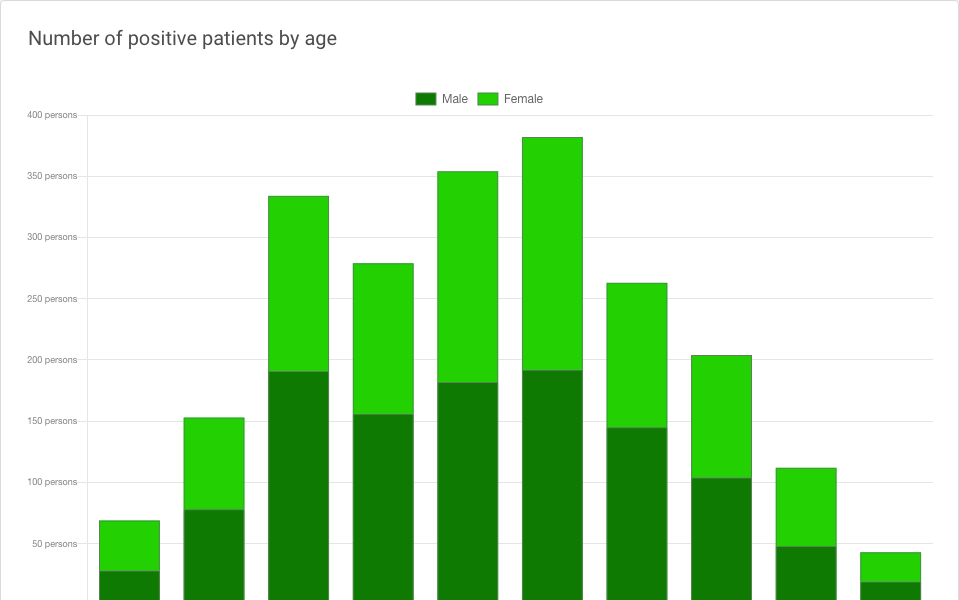 Number of positive patients by age
Male Female
400 persons
350 persons
300 persons
250 persons
200 persons
150 persons
100 persons
50 persons